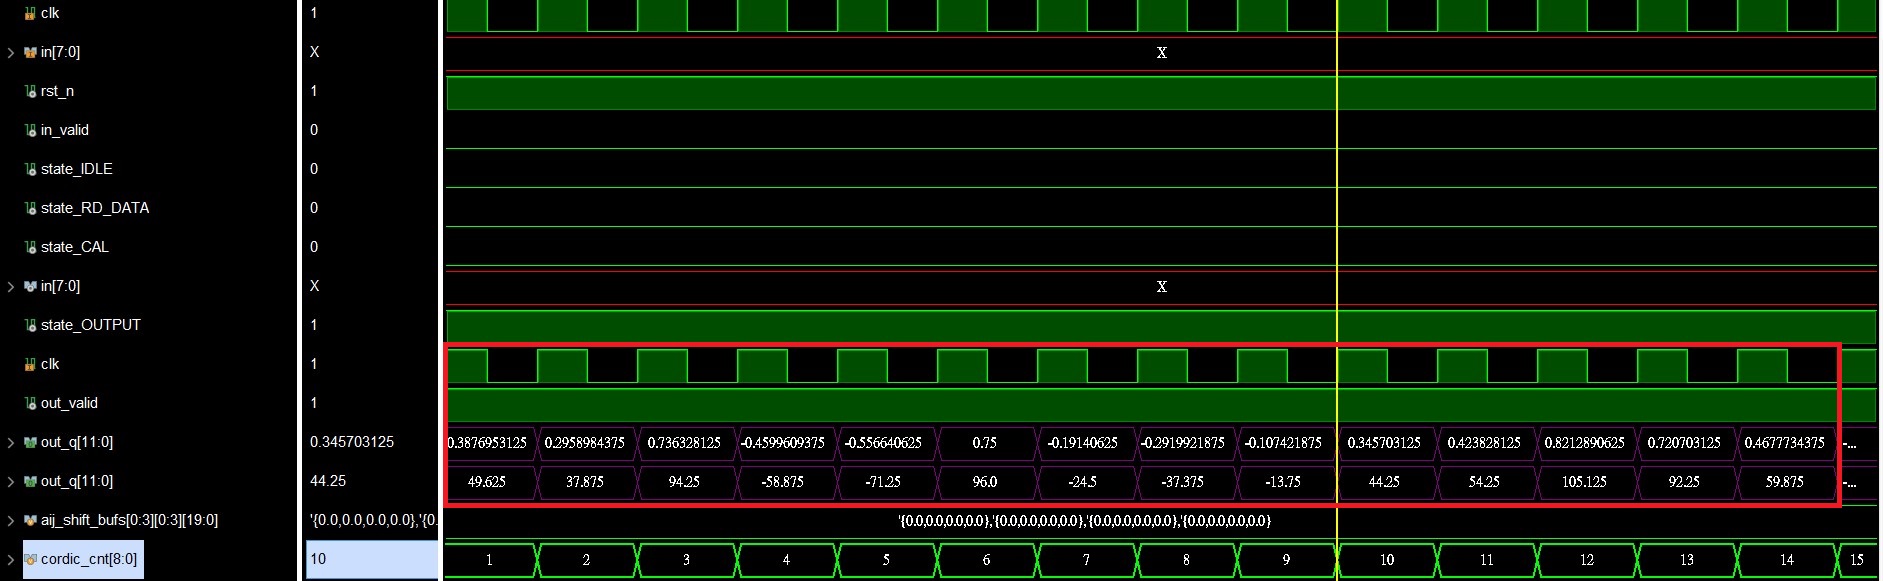 clk 1
in[7:0] X X
rst_n 1
in_valid 0
state_IDLE 0
state_RD_DATA 0
state_CAL 0
in[7:0] X X
state_OUTPUT 1
clk 1
out_valid 1
out_q[11:0] 0.345703125 0.3876953125 0.2958984375 0.736328125 -0.4599609375 -0.556640625 0.75 -0.19140625 -0.2919921875 -0.107421875 0.345703125 0.423828125 0.8212890625 0.720703125 0.4677734375 -...
out_q[11:0] 44.25 49.625 37.875 94.25 -58.875 -71.25 96.0 -24.5 -37.375 -13.75 44.25 54.25 105.125 92.25 59.875 -...
aij_shift_bufs[0:3][0:3][19:0] '{0.0,0.0,0.0,0.0},'{0. '{0.0,0.0,0.0,0.0},'{0.0,0.0,0.0,0.0},'{0.0,0.0,0.0,0.0},'{0.0,0.0,0.0,0.0}
cordic_cnt[8:0] 10 1 2 3 4 5 6 7 8 9 10 11 12 13 14 15